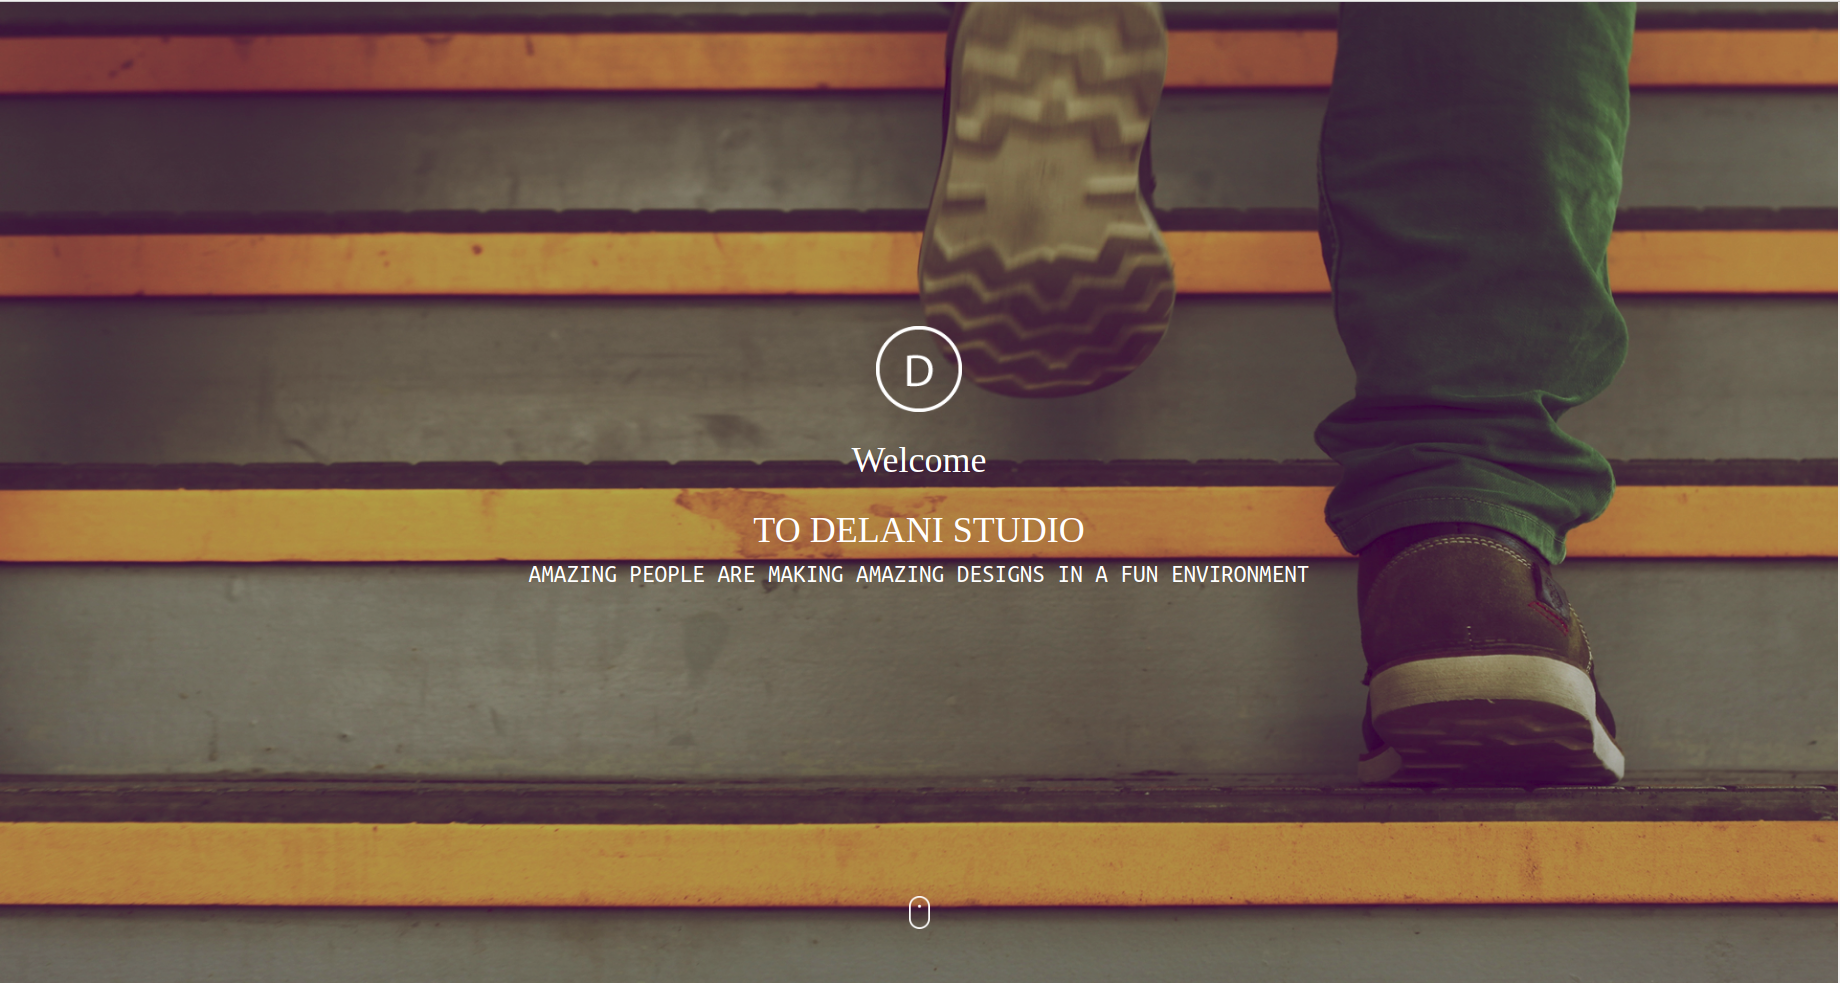 D
Welcome
TO DELANI STUDIO
AMAZING PEOPLE ARE MAKING AMAZING DESIGNS IN A FUN ENVIRONMENT